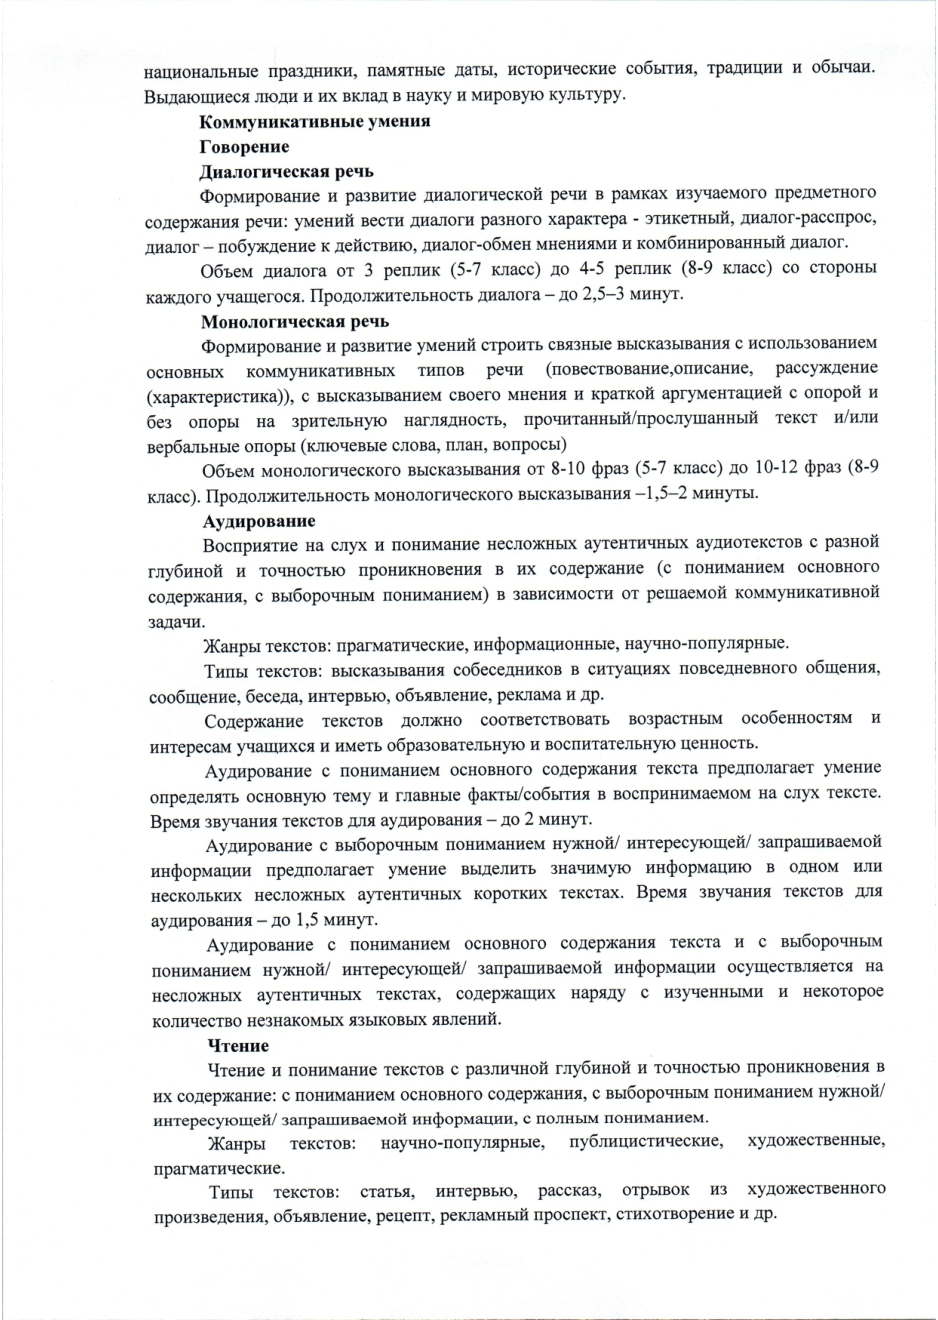 национальные праздники, памятные даты, исторические события, традиции и обычаи.
Выдающиеся люди и их вклад в науку и мировую культуру.
Коммуникативные умения
Говорение
Диалогическая речь
Формирование и развитие диалогической речи в рамках изучаемого предметного
содержания речи: умений вести диалоги разного характера - этикетный, диалог-расспрос,
диалог – побуждение к действию, диалог-обмен мнениями и комбинированный диалог.
Объем диалога от 3 реплик (5-7 класс) до 4-5 реплик (8-9 класс) со стороны
каждого учащегося. Продолжительность диалога – до 2,5–3 минут.
Монологическая речь
Формирование и развитие умений строить связные высказывания с использованием
основных коммуникативных типов речи (повествование,описание, рассуждение
(характеристика)), с высказыванием своего мнения и краткой аргументацией с опорой и
без опоры на зрительную наглядность, прочитанный/прослушанный текст и/или
вербальные опоры (ключевые слова, план, вопросы)
Объем монологического высказывания от 8-10 фраз (5-7 класс) до 10-12 фраз (8-9
класс). Продолжительность монологического высказывания –1,5–2 минуты.
Аудирование
Восприятие на слух и понимание несложных аутентичных аудиотекстов с разной
глубиной и точностью проникновения в их содержание (с пониманием основного
содержания, с выборочным пониманием) в зависимости от решаемой коммуникативной
задачи.
Жанры текстов: прагматические, информационные, научно-популярные.
Типы текстов: высказывания собеседников в ситуациях повседневного общения,
сообщение, беседа, интервью, объявление, реклама и др.
Содержание текстов должно соответствовать возрастным особенностям и
интересам учащихся и иметь образовательную и воспитательную ценность.
Аудирование с пониманием основного содержания текста предполагает умение
определять основную тему и главные факты/события в воспринимаемом на слух тексте.
Время звучания текстов для аудирования – до 2 минут.
Аудирование с выборочным пониманием нужной/ интересующей/ запрашиваемой
информации предполагает умение выделить значимую информацию в одном или
нескольких несложных аутентичных коротких текстах. Время звучания текстов для
аудирования – до 1,5 минут.
Аудирование с пониманием основного содержания текста и с выборочным
пониманием нужной/ интересующей/ запрашиваемой информации осуществляется на
несложных аутентичных текстах, содержащих наряду с изученными и некоторое
количество незнакомых языковых явлений.
Чтение
Чтение и понимание текстов с различной глубиной и точностью проникновения в
их содержание: с пониманием основного содержания, с выборочным пониманием нужной/
интересующей/ запрашиваемой информации, с полным пониманием.
Жанры текстов: научно-популярные, публицистические, художественные,
прагматические.
Типы текстов: статья, интервью, рассказ, отрывок из художественного
произведения, объявление, рецепт, рекламный проспект, стихотворение и др.